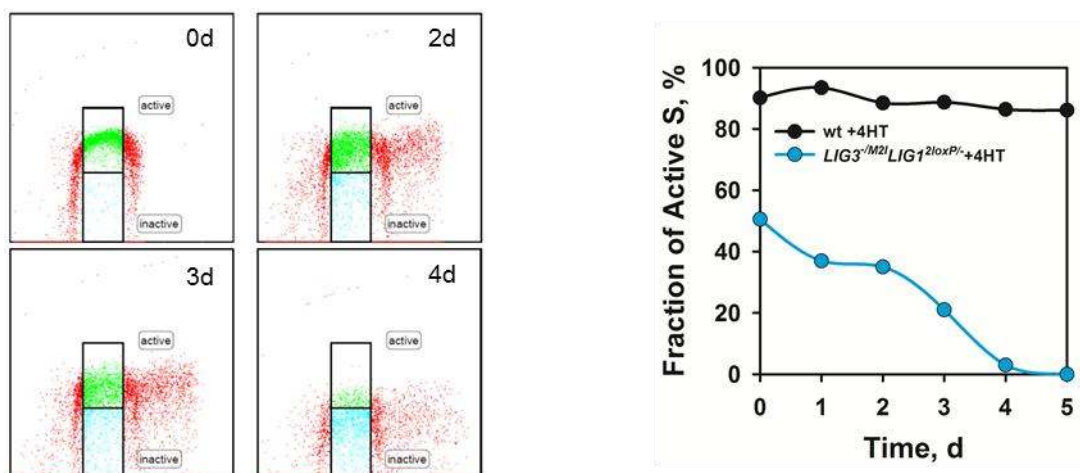 0d
active
inactive
2d
active
inactive
3d
active
inactive
4d
active
inactive
Fraction of Active S, %
100
80
60
40
20
0
wt +4HT
LIG3-/M2I LIG12loxP/-+4HT
0 1 2 3 4 5
Time, d